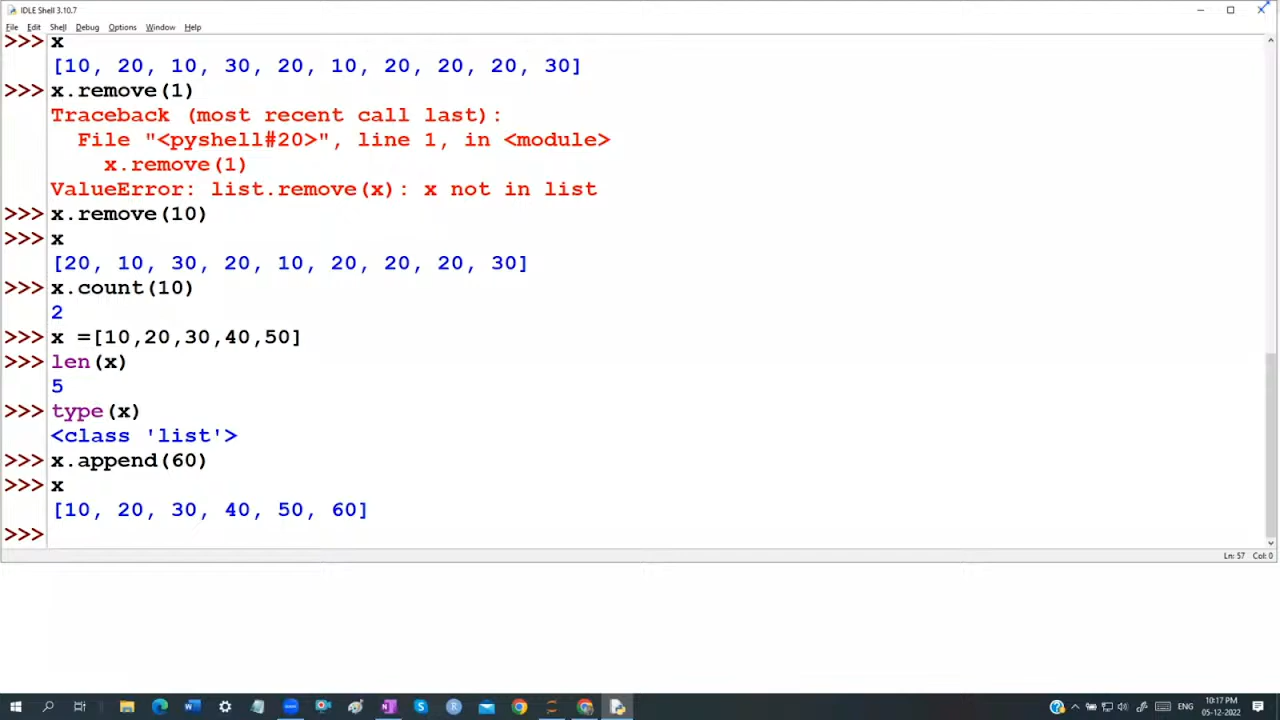 IDLE Shell 3.10.7
File Edit Shell Debug Options Window Help
>>> x
[10, 20, 10, 30, 20, 10, 20, 20, 20, 30]
>>> x.remove(1)
Traceback (most recent call last):
  File "<pyshell#20>", line 1, in <module>
    x.remove(1)
ValueError: list.remove(x): x not in list
>>> x.remove(10)
>>> x
[20, 10, 30, 20, 10, 20, 20, 20, 30]
>>> x.count(10)
2
>>> x =[10,20,30,40,50]
>>> len(x)
5
>>> type(x)
<class 'list'>
>>> x.append(60)
>>> x
[10, 20, 30, 40, 50, 60]
>>>
Ln: 57 Col: 0
ENG
10:17 PM
05-12-2022